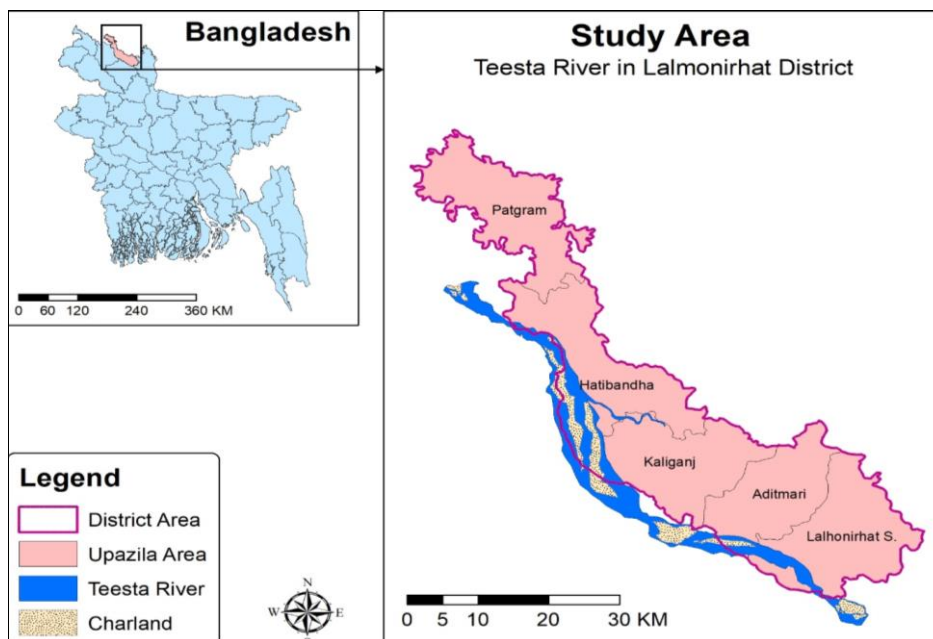 Bangladesh
0 60 120 240 360 KM
Study Area
Teesta River in Lalmonirhat District
Patgram
Hatibandha
Kaliganj
Aditmari
Lalhonirhat S.
0 5 10 20 30 KM
Legend
District Area
Upazila Area
Teesta River
Charland
N
W E
S